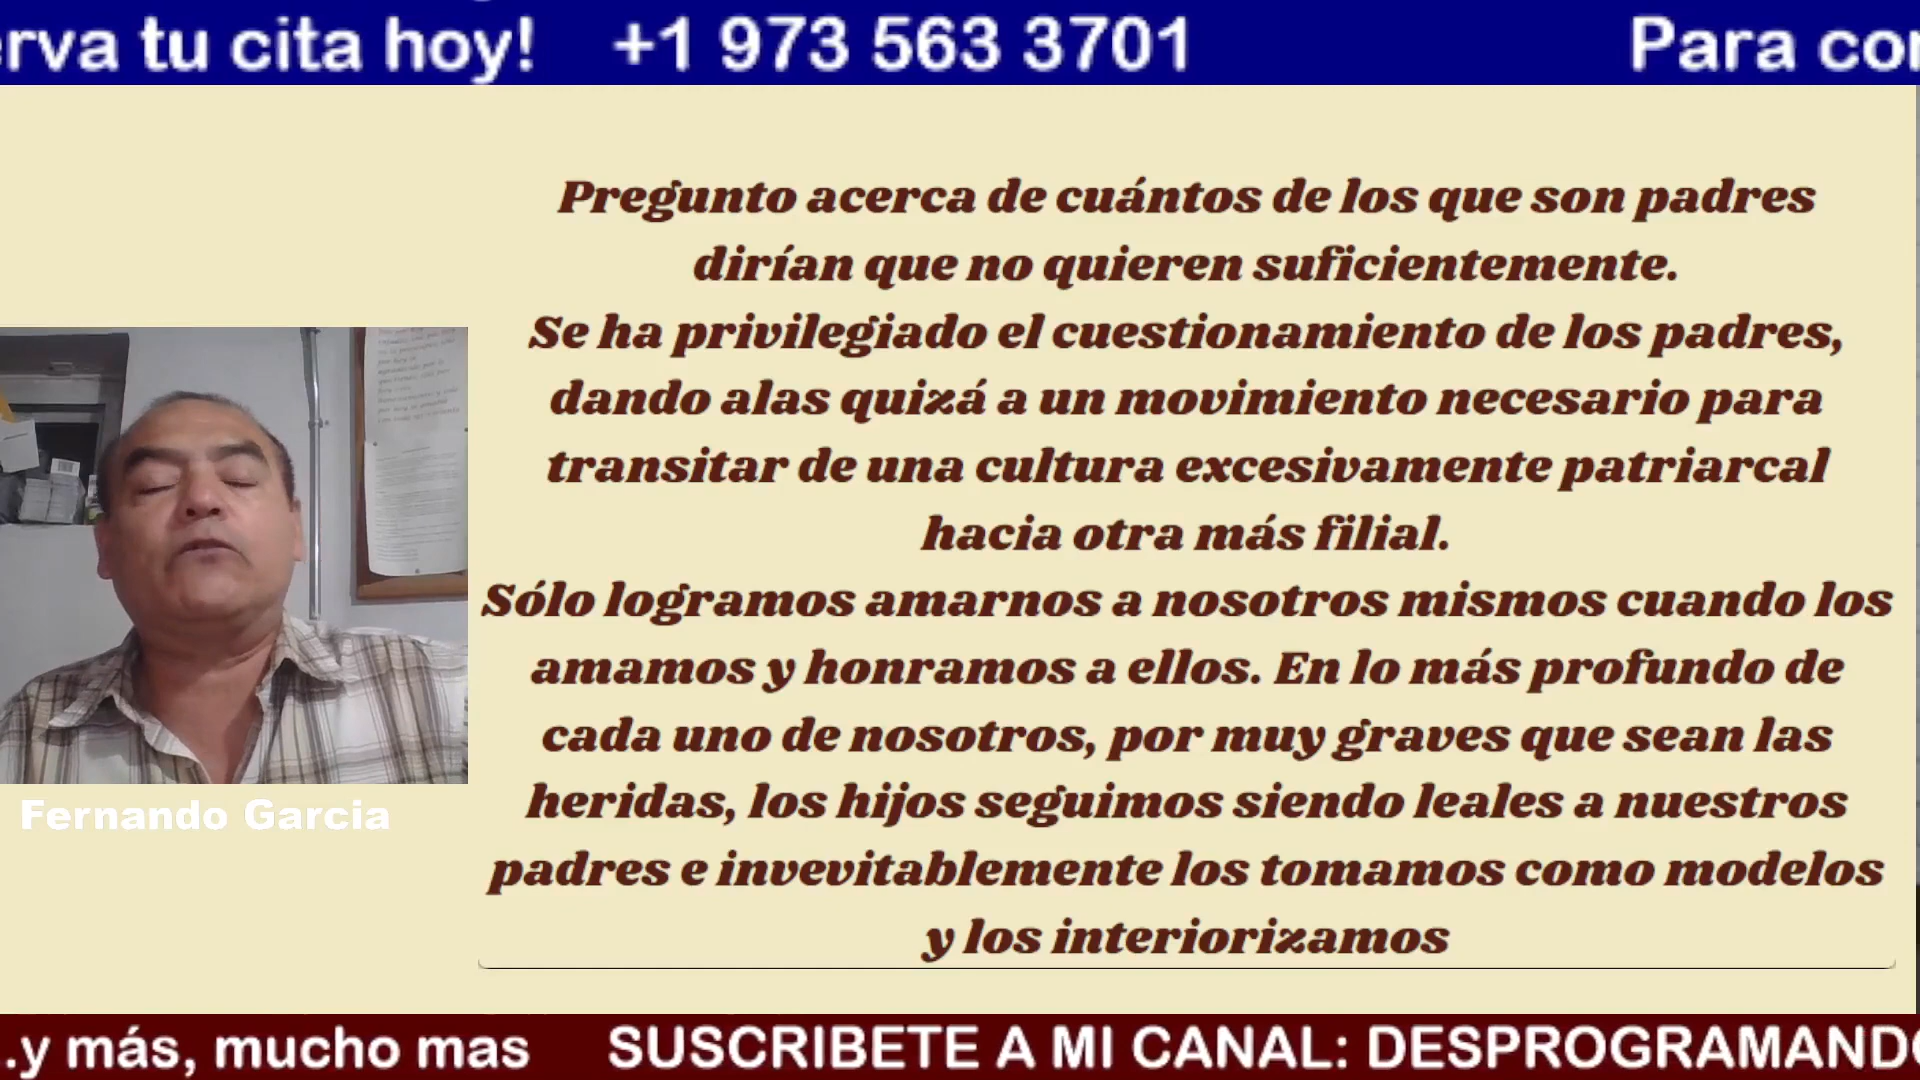 tu cita hoy! +1 973 563 3701 Para
Pregunto acerca de cuántos de los que son padres
dirían que no quieren suficientemente.
Se ha privilegiado el cuestionamiento de los padres,
dando alas quizá a un movimiento necesario para
transitar de una cultura excesivamente patriarcal
hacia otra más filial.
Sólo logramos amarnos a nosotros mismos cuando los
amamos y honramos a ellos. En lo más profundo de
cada uno de nosotros, por muy graves que sean las
heridas, los hijos seguimos siendo leales a nuestros
padres e invevitablemente los tomamos como modelos
y los interiorizamos
Fernando Garcia
..y más, mucho mas SUSCRIBETE A MI CANAL: DESPROGRAMANDO